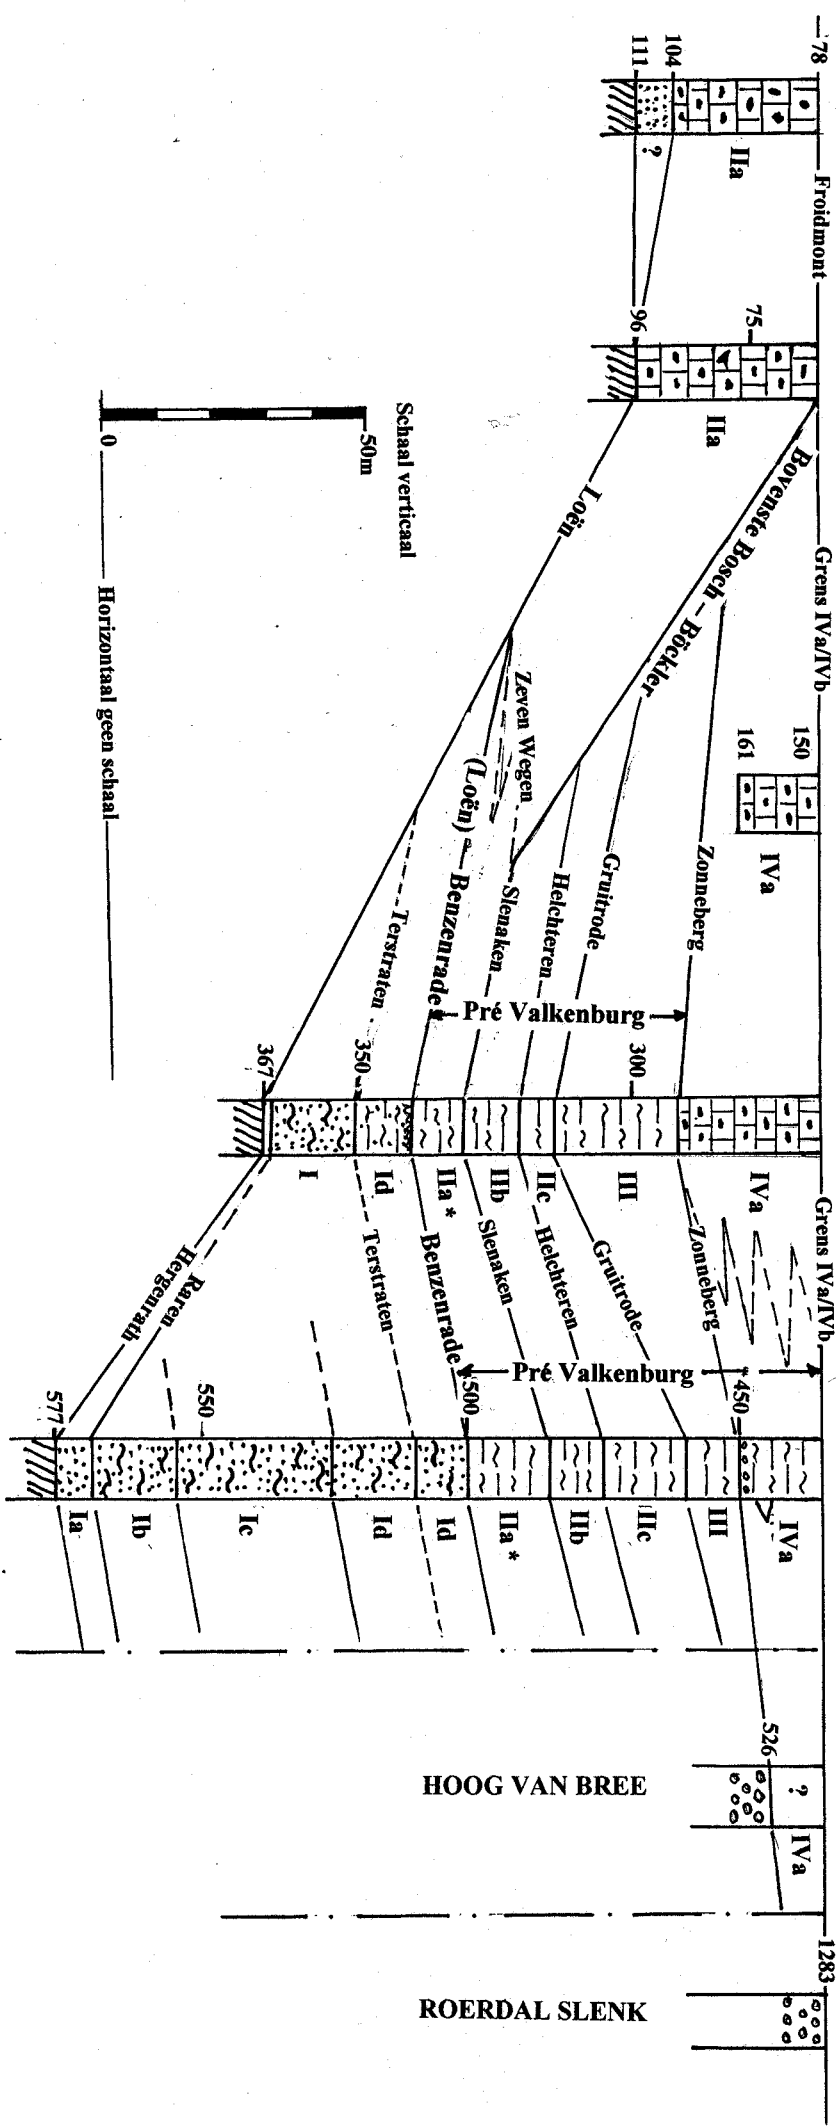 78
104
111
?
IIa
Froidmont
96
75
IIa
Loën
Bovenste Bosch – Böckler
Grens IVa/IVb
Schaal verticaal
0
50m
Horizontaal geen schaal
150
161
IVa
Zeven Wegen
(Loën)
Benzenrade
Slenaken
Helchteren
Gruitrode
Zonneberg
Terstraten
Pré Valkenburg
367
350
300
I
Id
IIa *
IIb
IIc
III
IVa
Grens IVa/IVb
Hergenrath
Raren
Terstraten
Benzenrade
Slenaken
Helchteren
Gruitrode
Zonneberg
Pré Valkenburg
577
550
500
450
Ia
Ib
Ic
Id
Id
IIa *
IIb
IIc
III
IVa
526
?
IVa
HOOG VAN BREE
1283
ROERDAL SLENK